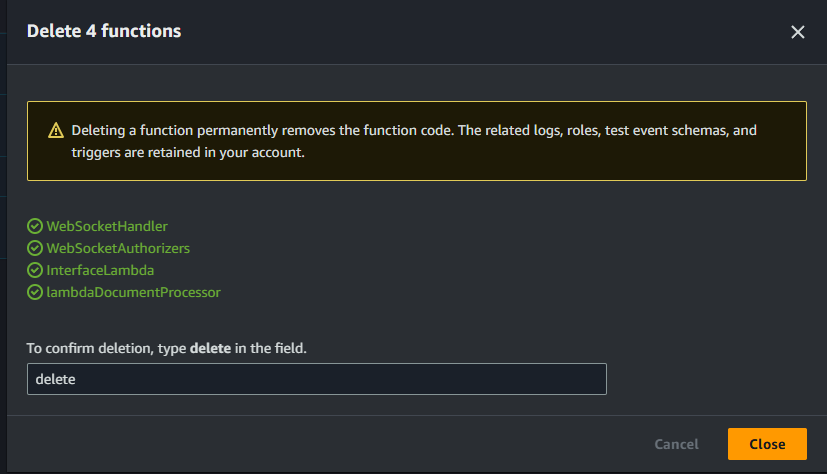 Delete 4 functions
Deleting a function permanently removes the function code. The related logs, roles, test event schemas, and
triggers are retained in your account.
WebSocketHandler
WebSocketAuthorizers
InterfaceLambda
lambdaDocumentProcessor
To confirm deletion, type delete in the field.
delete
Cancel Close